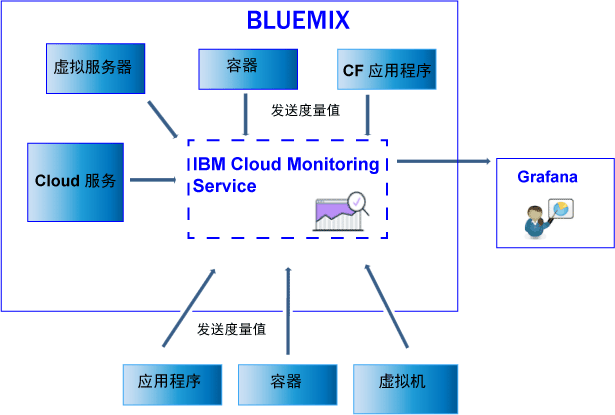 BLUEMIX
虚拟服务器
容器
CF 应用程序
发送度量值
IBM Cloud Monitoring
Service
Cloud 服务
Grafana
发送度量值
应用程序
容器
虚拟机